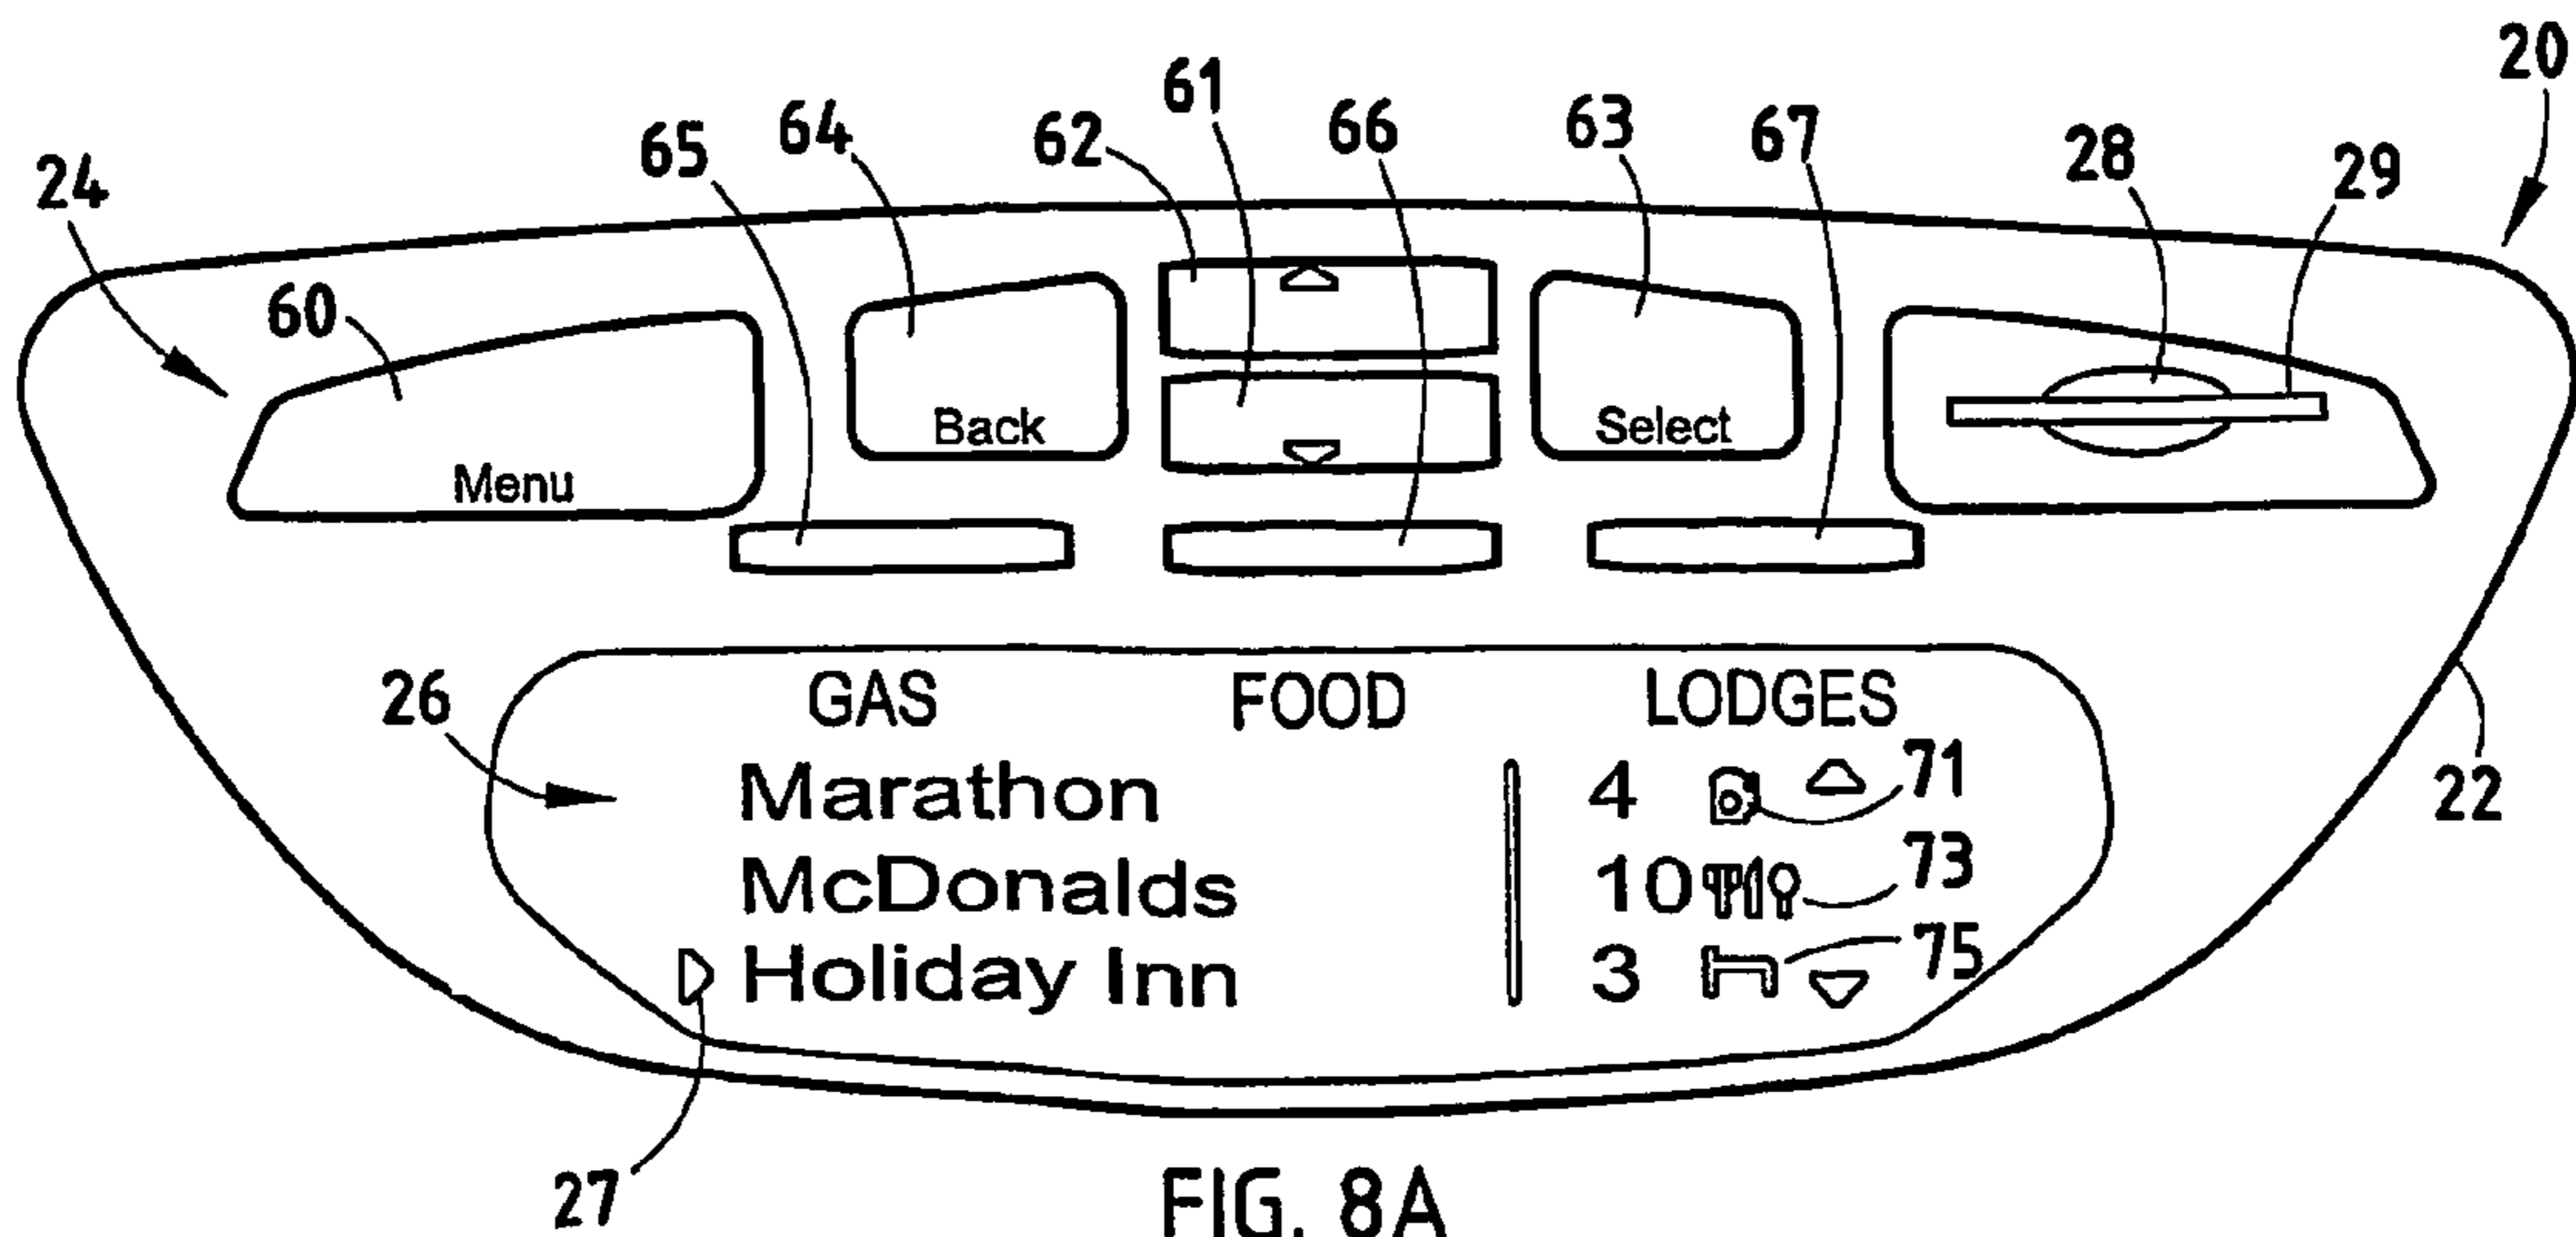 20
61
62
66
63
64
65
67
28
29
24
60
Back
Select
Menu
26
GAS FOOD LODGES
Marathon 4 71
McDonalds 10 73
Holiday Inn 3 75
22
27
FIG. 8A